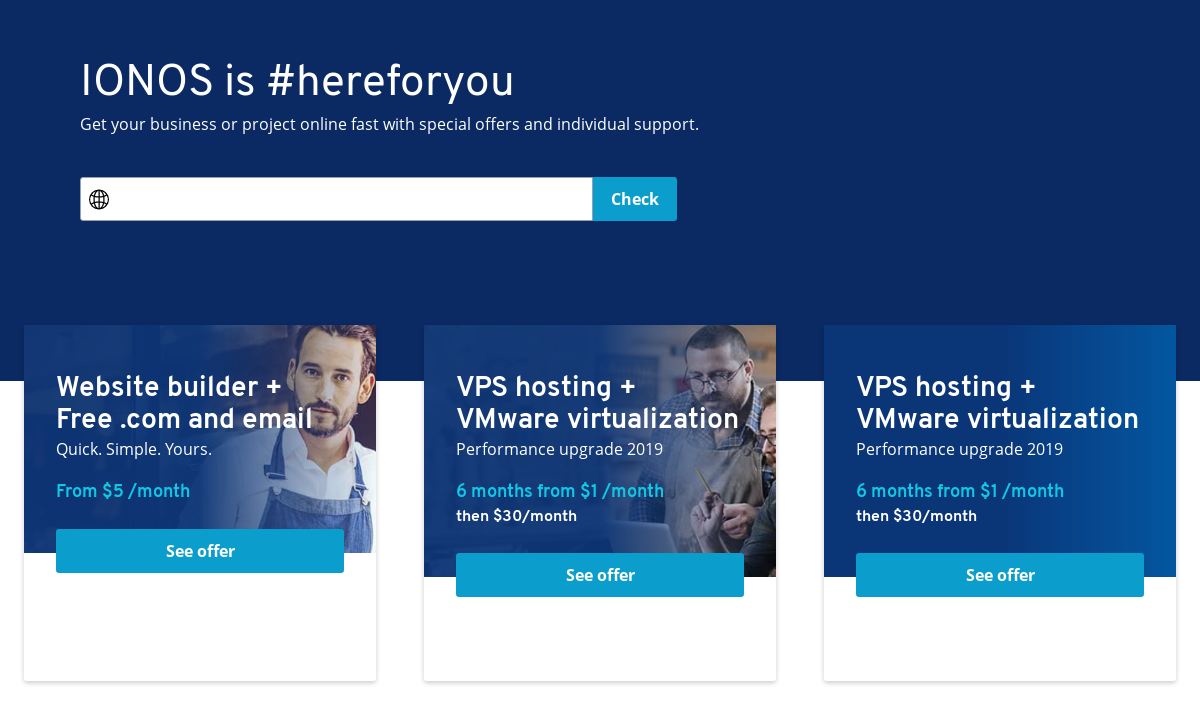 IONOS is #hereforyou
Get your business or project online fast with special offers and individual support.
Check
Website builder +
Free .com and email
Quick. Simple. Yours.
From $5 /month
See offer
VPS hosting +
VMware virtualization
Performance upgrade 2019
6 months from $1 /month
then $30/month
See offer
VPS hosting +
VMware virtualization
Performance upgrade 2019
6 months from $1 /month
then $30/month
See offer